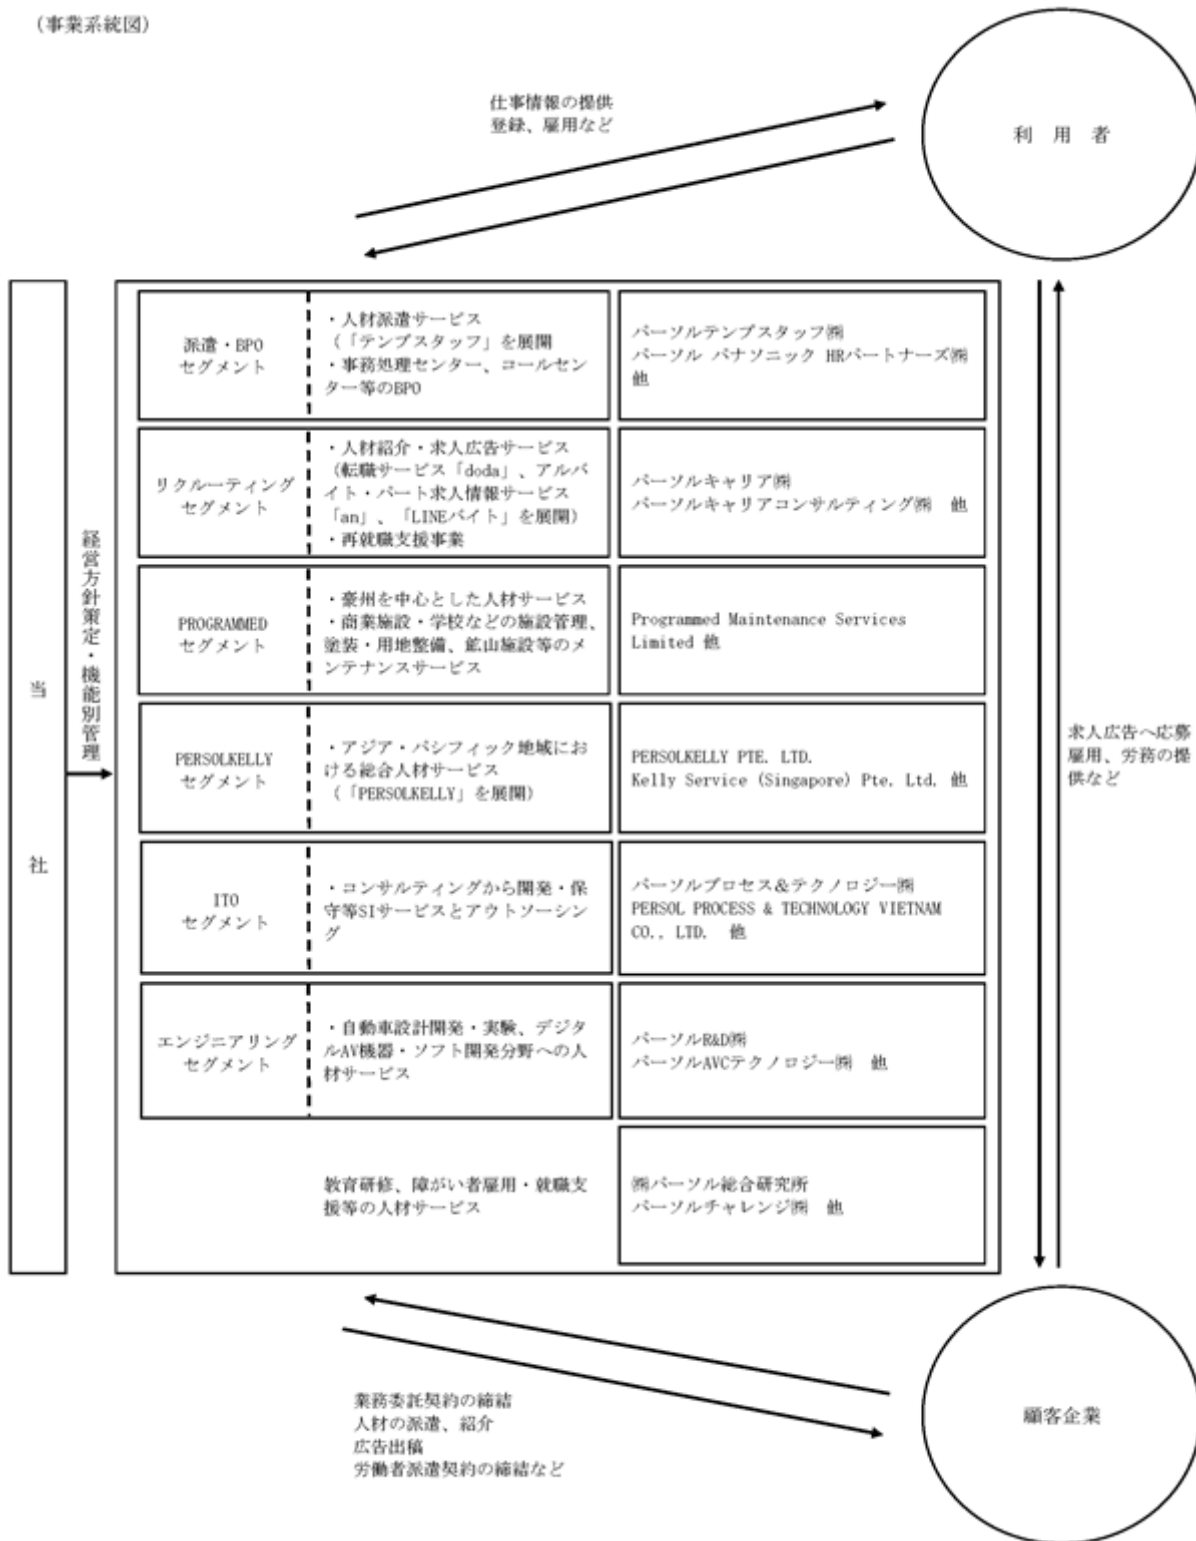 (事業系統図)
仕事情報の提供
登録、雇用など
利　用　者
当
社
経営方針策定・機能別管理
派遣・BPO
セグメント
・人材派遣サービス
（「テンプスタッフ」を展開
・事務処理センター、コールセン
ター等のBPO
パーソルテンプスタッフ㈱
パーソル パナソニック HRパートナーズ㈱
他
リクルーティング
セグメント
・人材紹介・求人広告サービス
（転職サービス「doda」、アルバ
イト・パート求人情報サービス
「an」、「LINEバイト」を展開）
・再就職支援事業
パーソルキャリア㈱
パーソルキャリアコンサルティング㈱　他
PROGRAMMED
セグメント
・豪州を中心とした人材サービス
・商業施設・学校などの施設管理、
塗装・用地整備、鉱山施設等のメ
ンテナンスサービス
Programmed Maintenance Services
Limited 他
PERSOLKELLY
セグメント
・アジア・パシフィック地域にお
ける総合人材サービス
（「PERSOLKELLY」を展開）
PERSOLKELLY PTE. LTD.
Kelly Service (Singapore) Pte. Ltd. 他
ITO
セグメント
・コンサルティングから開発・保
守等SIサービスとアウトソーシン
グ
パーソルプロセス＆テクノロジー㈱
PERSOL PROCESS & TECHNOLOGY VIETNAM
CO., LTD.　他
エンジニアリング
セグメント
・自動車設計開発・実験、デジタ
ルAV機器・ソフト開発分野への人
材サービス
パーソルR&D㈱
パーソルAVCテクノロジー㈱　他
教育研修、障がい者雇用・就職支
援等の人材サービス
㈱パーソル総合研究所
パーソルチャレンジ㈱　他
求人広告へ応募
雇用、労務の提
供など
業務委託契約の締結
人材の派遣、紹介
広告出稿
労働者派遣契約の締結など
顧客企業